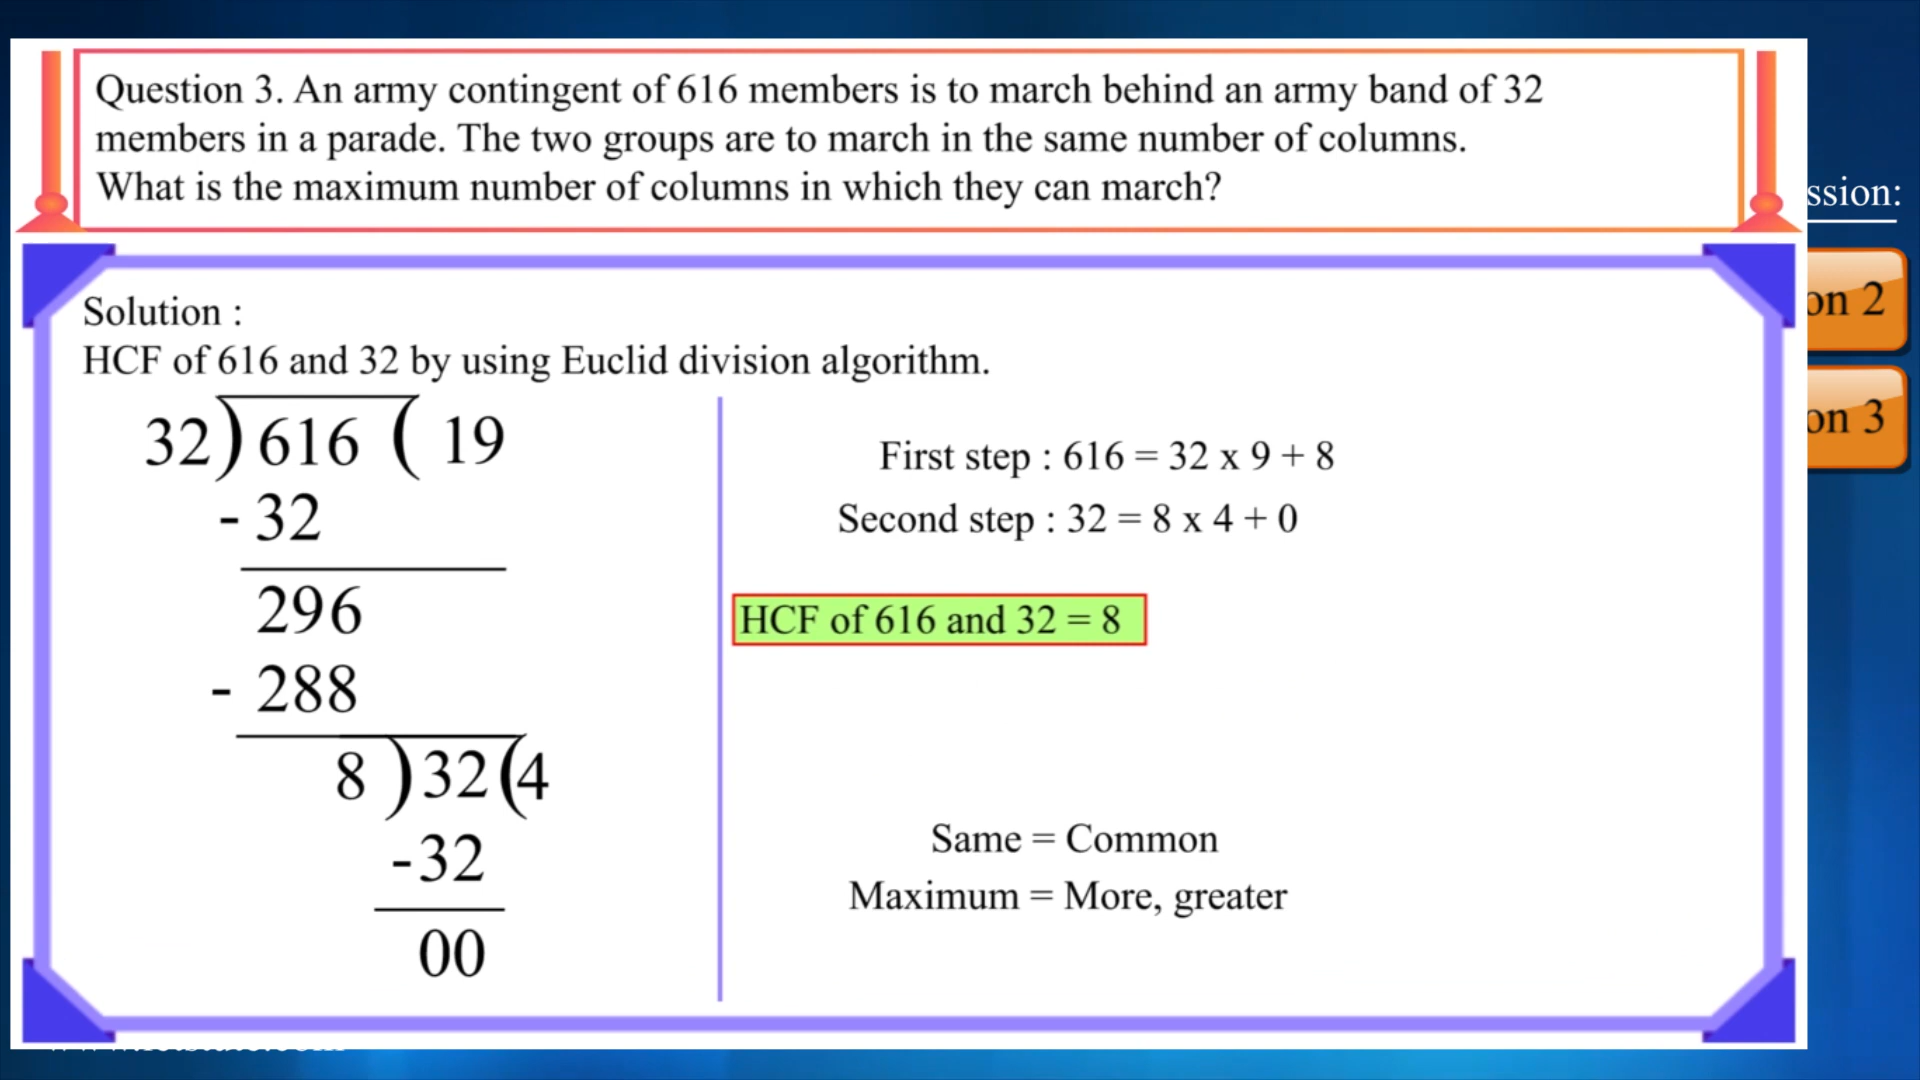 Question 3. An army contingent of 616 members is to march behind an army band of 32
members in a parade. The two groups are to march in the same number of columns.
What is the maximum number of columns in which they can march?
ssion:
on 2
on 3
Solution :
HCF of 616 and 32 by using Euclid division algorithm.
32)616 ( 19
- 32
296
- 288
8 )32(4
-32
00
First step : 616 = 32 x 9 + 8
Second step : 32 = 8 x 4 + 0
HCF of 616 and 32 = 8
Same = Common
Maximum = More, greater